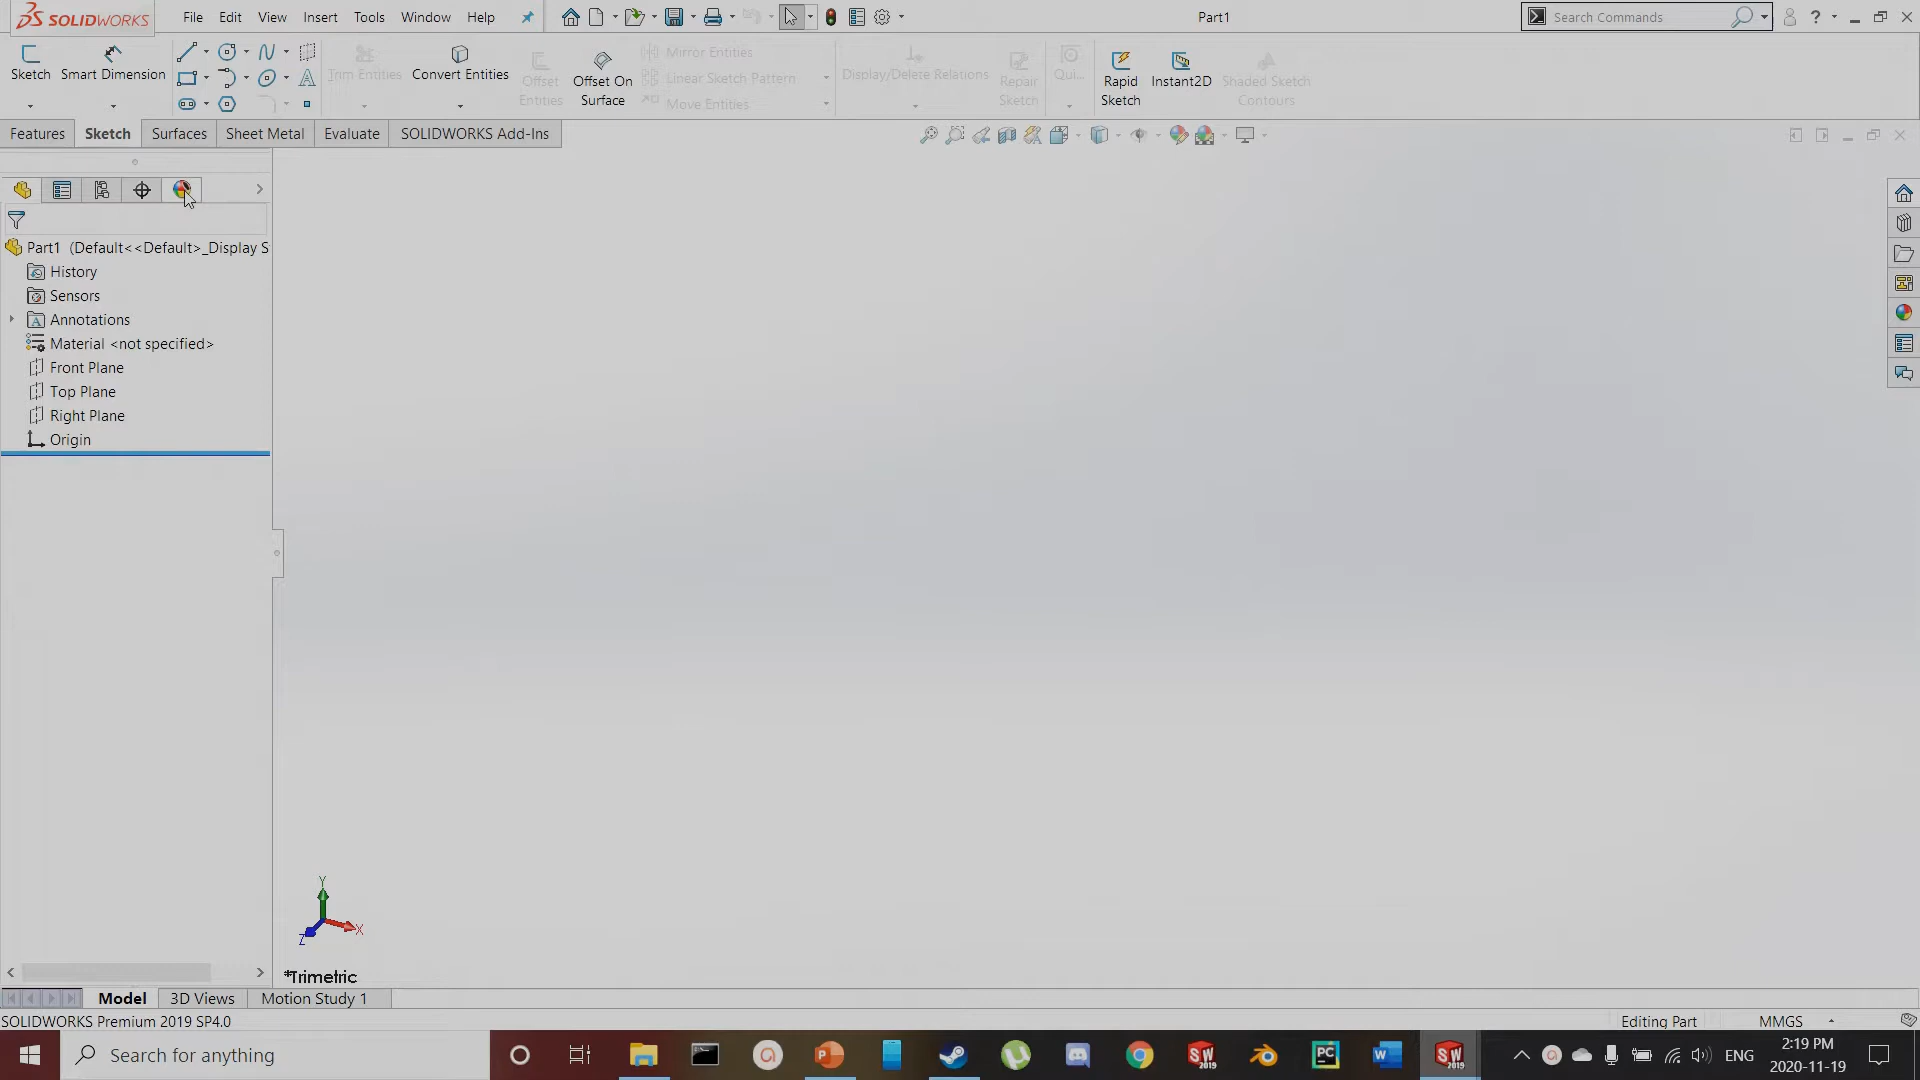 SOLIDWORKS File Edit View Insert Tools Window Help Part1 Search Commands
Sketch Smart Dimension Trim Entities Convert Entities Offset Entities Offset On Surface Mirror Entities Linear Sketch Pattern Move Entities Display/Delete Relations Repair Sketch Qui... Rapid Sketch Instant2D Shaded Sketch Contours
Features Sketch Surfaces Sheet Metal Evaluate SOLIDWORKS Add-Ins
Part1 (Default<<Default>_Display S
History
Sensors
Annotations
Material <not specified>
Front Plane
Top Plane
Right Plane
Origin
Y
X
Z
*Trimetric
Model 3D Views Motion Study 1
SOLIDWORKS Premium 2019 SP4.0 Editing Part MMGS
Search for anything ENG 2:19 PM
2020-11-19